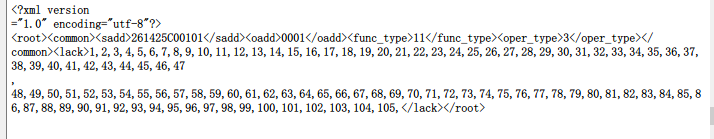 <?xml version
="1.0" encoding="utf-8"?>
<root><common><sadd>261425C00101</sadd><oadd>0001</oadd><func_type>11</func_type><oper_type>3</oper_type></
common><lack>1,2,3,4,5,6,7,8,9,10,11,12,13,14,15,16,17,18,19,20,21,22,23,24,25,26,27,28,29,30,31,32,33,34,35,36,37,
38,39,40,41,42,43,44,45,46,47
,
48,49,50,51,52,53,54,55,56,57,58,59,60,61,62,63,64,65,66,67,68,69,70,71,72,73,74,75,76,77,78,79,80,81,82,83,84,85,8
6,87,88,89,90,91,92,93,94,95,96,97,98,99,100,101,102,103,104,105,</lack></root>